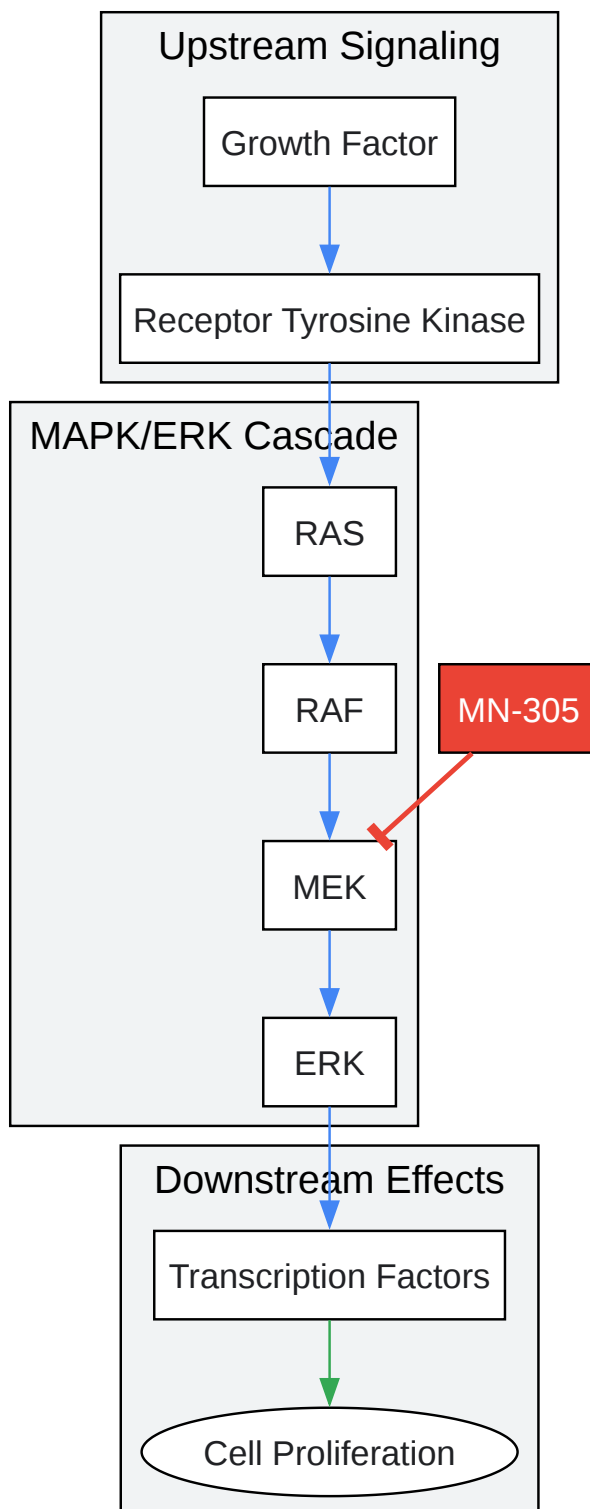 Upstream Signaling
Growth Factor
Receptor Tyrosine Kinase
MAPK/ERK Cascade
RAS
RAF
MN-305
MEK
ERK
Downstream Effects
Transcription Factors
Cell Proliferation